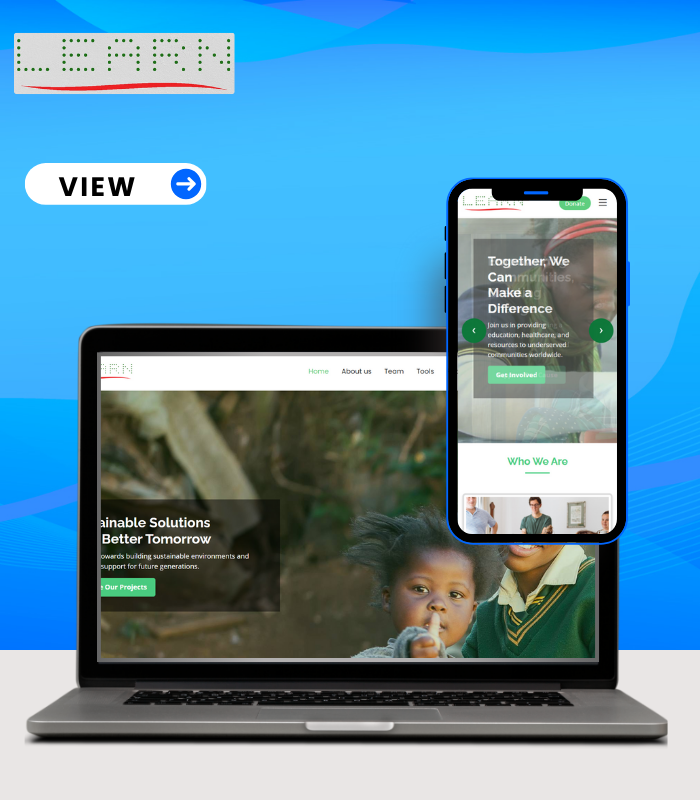 LEARN
VIEW
LEARN
Donate
Together, We
Can
Make a
Difference
Join us in providing
education, healthcare, and
resources to underserved
communities worldwide.
Get Involved
Who We Are
ARN
Home About us Team Tools
ainable Solutions
Better Tomorrow
owards building sustainable environments and
support for future generations.
e Our Projects